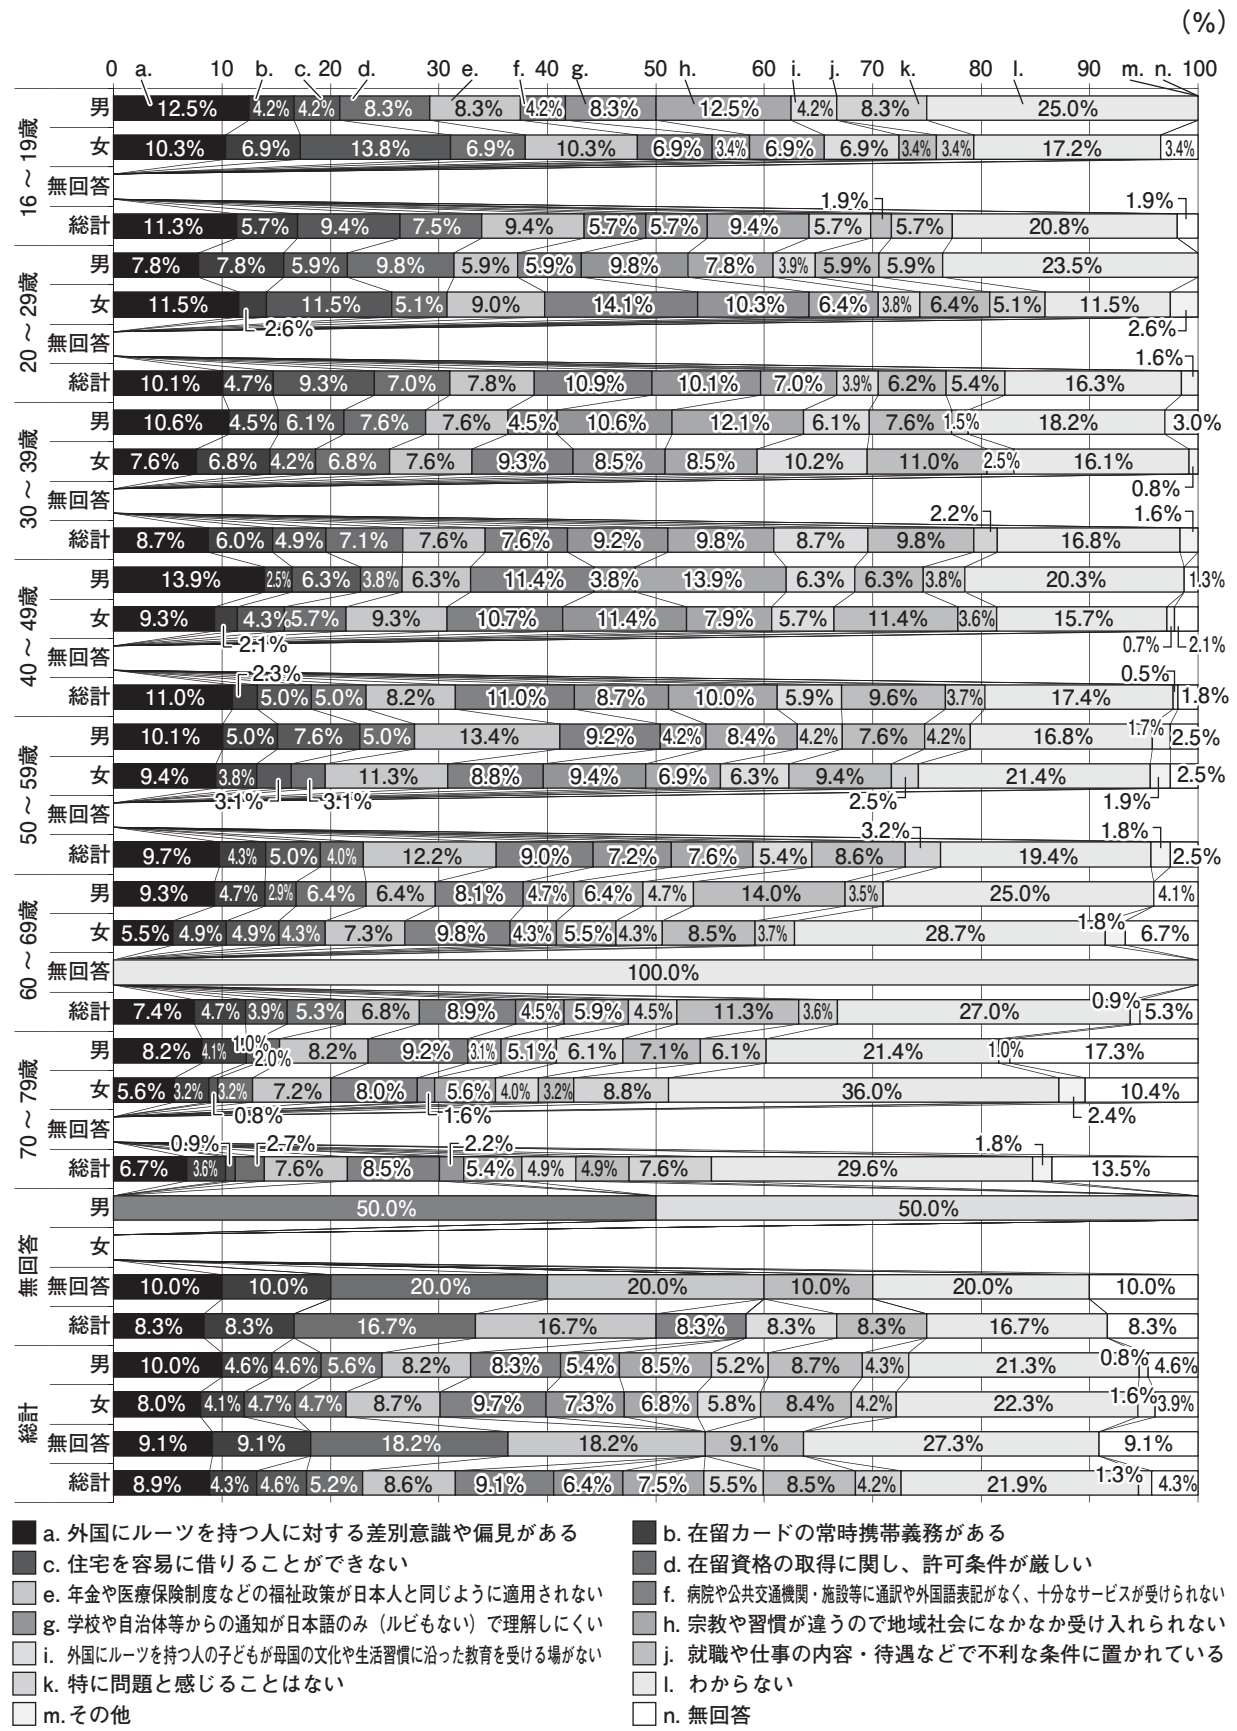 (%)
0 a. 10 b. c. 20 d. 30 e. f. 40 g. 50 h. 60 i. j. 70 k. 80 l. 90 m. n. 100
16～19歳
男 12.5% 4.2% 4.2% 8.3% 8.3% 4.2% 8.3% 12.5% 4.2% 8.3% 25.0%
女 10.3% 6.9% 13.8% 6.9% 10.3% 6.9% 3.4% 6.9% 6.9% 3.4% 3.4% 17.2% 3.4%
無回答
1.9% 1.9%
総計 11.3% 5.7% 9.4% 7.5% 9.4% 5.7% 5.7% 9.4% 5.7% 5.7% 20.8%
20～29歳
男 7.8% 7.8% 5.9% 9.8% 5.9% 5.9% 9.8% 7.8% 3.9% 5.9% 5.9% 23.5%
女 11.5% 11.5% 5.1% 9.0% 14.1% 10.3% 6.4% 3.8% 6.4% 5.1% 11.5%
2.6% 2.6%
無回答
1.6%
総計 10.1% 4.7% 9.3% 7.0% 7.8% 10.9% 10.1% 7.0% 3.9% 6.2% 5.4% 16.3%
30～39歳
男 10.6% 4.5% 6.1% 7.6% 7.6% 4.5% 10.6% 12.1% 6.1% 7.6% 1.5% 18.2% 3.0%
女 7.6% 6.8% 4.2% 6.8% 7.6% 9.3% 8.5% 8.5% 10.2% 11.0% 2.5% 16.1%
0.8%
無回答
2.2% 1.6%
総計 8.7% 6.0% 4.9% 7.1% 7.6% 7.6% 9.2% 9.8% 8.7% 9.8% 16.8%
40～49歳
男 13.9% 2.5% 6.3% 3.8% 6.3% 11.4% 3.8% 13.9% 6.3% 6.3% 3.8% 20.3% 1.3%
女 9.3% 4.3% 5.7% 9.3% 10.7% 11.4% 7.9% 5.7% 11.4% 3.6% 15.7%
2.1% 0.7% 2.1%
無回答
2.3% 0.5%
総計 11.0% 5.0% 5.0% 8.2% 11.0% 8.7% 10.0% 5.9% 9.6% 3.7% 17.4% 1.8%
50～59歳
男 10.1% 5.0% 7.6% 5.0% 13.4% 9.2% 4.2% 8.4% 4.2% 7.6% 4.2% 16.8% 1.7% 2.5%
女 9.4% 3.8% 11.3% 8.8% 9.4% 6.9% 6.3% 9.4% 21.4% 2.5%
3.1% 3.1% 2.5% 1.9%
無回答
3.2% 1.8%
総計 9.7% 4.3% 5.0% 4.0% 12.2% 9.0% 7.2% 7.6% 5.4% 8.6% 19.4% 2.5%
60～69歳
男 9.3% 4.7% 2.9% 6.4% 6.4% 8.1% 4.7% 6.4% 4.7% 14.0% 3.5% 25.0% 4.1%
女 5.5% 4.9% 4.9% 4.3% 7.3% 9.8% 4.3% 5.5% 4.3% 8.5% 3.7% 28.7% 1.8% 6.7%
無回答 100.0%
総計 7.4% 4.7% 3.9% 5.3% 6.8% 8.9% 4.5% 5.9% 4.5% 11.3% 3.6% 27.0% 0.9% 5.3%
70～79歳
男 8.2% 4.1% 1.0% 2.0% 8.2% 9.2% 3.1% 5.1% 6.1% 7.1% 6.1% 21.4% 1.0% 17.3%
女 5.6% 3.2% 3.2% 7.2% 8.0% 5.6% 4.0% 3.2% 8.8% 36.0% 10.4%
0.8% 1.6% 2.4%
無回答
0.9% 2.7% 2.2% 1.8%
総計 6.7% 3.6% 7.6% 8.5% 5.4% 4.9% 4.9% 7.6% 29.6% 13.5%
無回答
男 50.0% 50.0%
女
無回答 10.0% 10.0% 20.0% 20.0% 10.0% 20.0% 10.0%
総計 8.3% 8.3% 16.7% 16.7% 8.3% 8.3% 8.3% 16.7% 8.3%
総計
男 10.0% 4.6% 4.6% 5.6% 8.2% 8.3% 5.4% 8.5% 5.2% 8.7% 4.3% 21.3% 0.8% 4.6%
女 8.0% 4.1% 4.7% 4.7% 8.7% 9.7% 7.3% 6.8% 5.8% 8.4% 4.2% 22.3% 1.6% 3.9%
無回答 9.1% 9.1% 18.2% 18.2% 9.1% 27.3% 9.1%
総計 8.9% 4.3% 4.6% 5.2% 8.6% 9.1% 6.4% 7.5% 5.5% 8.5% 4.2% 21.9% 1.3% 4.3%
a. 外国にルーツを持つ人に対する差別意識や偏見がある
b. 在留カードの常時携帯義務がある
c. 住宅を容易に借りることができない
d. 在留資格の取得に関し、許可条件が厳しい
e. 年金や医療保険制度などの福祉政策が日本人と同じように適用されない
f. 病院や公共交通機関・施設等に通訳や外国語表記がなく、十分なサービスが受けられない
g. 学校や自治体等からの通知が日本語のみ（ルビもない）で理解しにくい
h. 宗教や習慣が違うので地域社会になかなか受け入れられない
i. 外国にルーツを持つ人の子どもが母国の文化や生活習慣に沿った教育を受ける場がない
j. 就職や仕事の内容・待遇などで不利な条件に置かれている
k. 特に問題と感じることはない
l. わからない
m. その他
n. 無回答